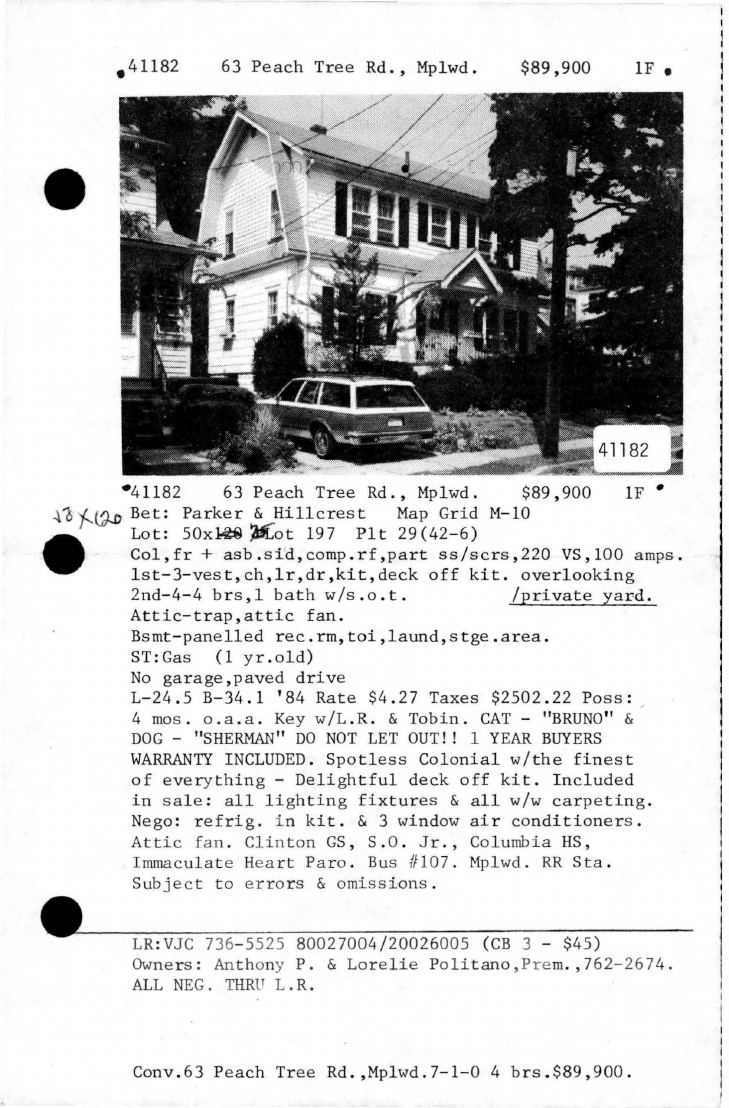 41182 63 Peach Tree Rd., Mplwd. $89,900 1F
41182
41182 63 Peach Tree Rd., Mplwd. $89,900 1F
Bet: Parker & Hillcrest Map Grid M-10
Lot: 50x120 Lot 197 Plt 29(42-6)
Col,fr + asb.sid,comp.rf,part ss/scrs,220 VS,100 amps.
1st-3-vest,ch,lr,dr,kit,deck off kit. overlooking
2nd-4-4 brs,1 bath w/s.o.t. /private yard.
Attic-trap,attic fan.
Bsmt-panelled rec.rm,toi,laund,stge.area.
ST:Gas (1 yr.old)
No garage,paved drive
L-24.5 B-34.1 '84 Rate $4.27 Taxes $2502.22 Poss:
4 mos. o.a.a. Key w/L.R. & Tobin. CAT - "BRUNO" &
DOG - "SHERMAN" DO NOT LET OUT!! 1 YEAR BUYERS
WARRANTY INCLUDED. Spotless Colonial w/the finest
of everything - Delightful deck off kit. Included
in sale: all lighting fixtures & all w/w carpeting.
Nego: refrig. in kit. & 3 window air conditioners.
Attic fan. Clinton GS, S.O. Jr., Columbia HS,
Immaculate Heart Paro. Bus #107. Mplwd. RR Sta.
Subject to errors & omissions.
LR:VJC 736-5525 80027004/20026005 (CB 3 - $45)
Owners: Anthony P. & Lorelie Politano,Prem.,762-2674.
ALL NEG. THRU L.R.
Conv.63 Peach Tree Rd.,Mplwd.7-1-0 4 brs.$89,900.